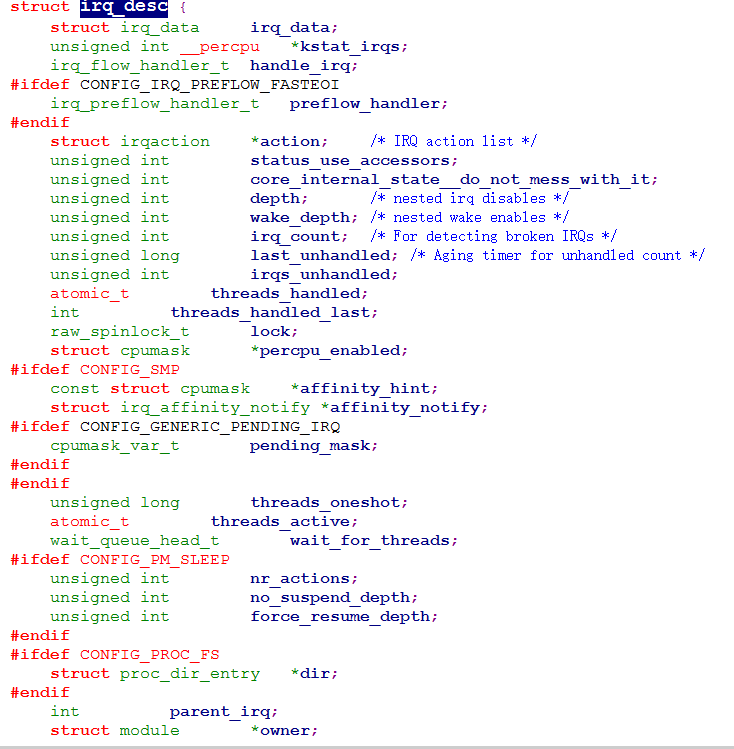 struct irq_desc {
    struct irq_data     irq_data;
    unsigned int __percpu   *kstat_irqs;
    irq_flow_handler_t  handle_irq;
#ifdef CONFIG_IRQ_PREFLOW_FASTEOI
    irq_preflow_handler_t   preflow_handler;
#endif
    struct irqaction    *action;    /* IRQ action list */
    unsigned int        status_use_accessors;
    unsigned int        core_internal_state__do_not_mess_with_it;
    unsigned int        depth;      /* nested irq disables */
    unsigned int        wake_depth; /* nested wake enables */
    unsigned int        irq_count;  /* For detecting broken IRQs */
    unsigned long       last_unhandled; /* Aging timer for unhandled count */
    unsigned int        irqs_unhandled;
    atomic_t        threads_handled;
    int         threads_handled_last;
    raw_spinlock_t      lock;
    struct cpumask      *percpu_enabled;
#ifdef CONFIG_SMP
    const struct cpumask    *affinity_hint;
    struct irq_affinity_notify *affinity_notify;
#ifdef CONFIG_GENERIC_PENDING_IRQ
    cpumask_var_t       pending_mask;
#endif
#endif
    unsigned long       threads_oneshot;
    atomic_t        threads_active;
    wait_queue_head_t       wait_for_threads;
#ifdef CONFIG_PM_SLEEP
    unsigned int        nr_actions;
    unsigned int        no_suspend_depth;
    unsigned int        force_resume_depth;
#endif
#ifdef CONFIG_PROC_FS
    struct proc_dir_entry   *dir;
#endif
    int         parent_irq;
    struct module       *owner;